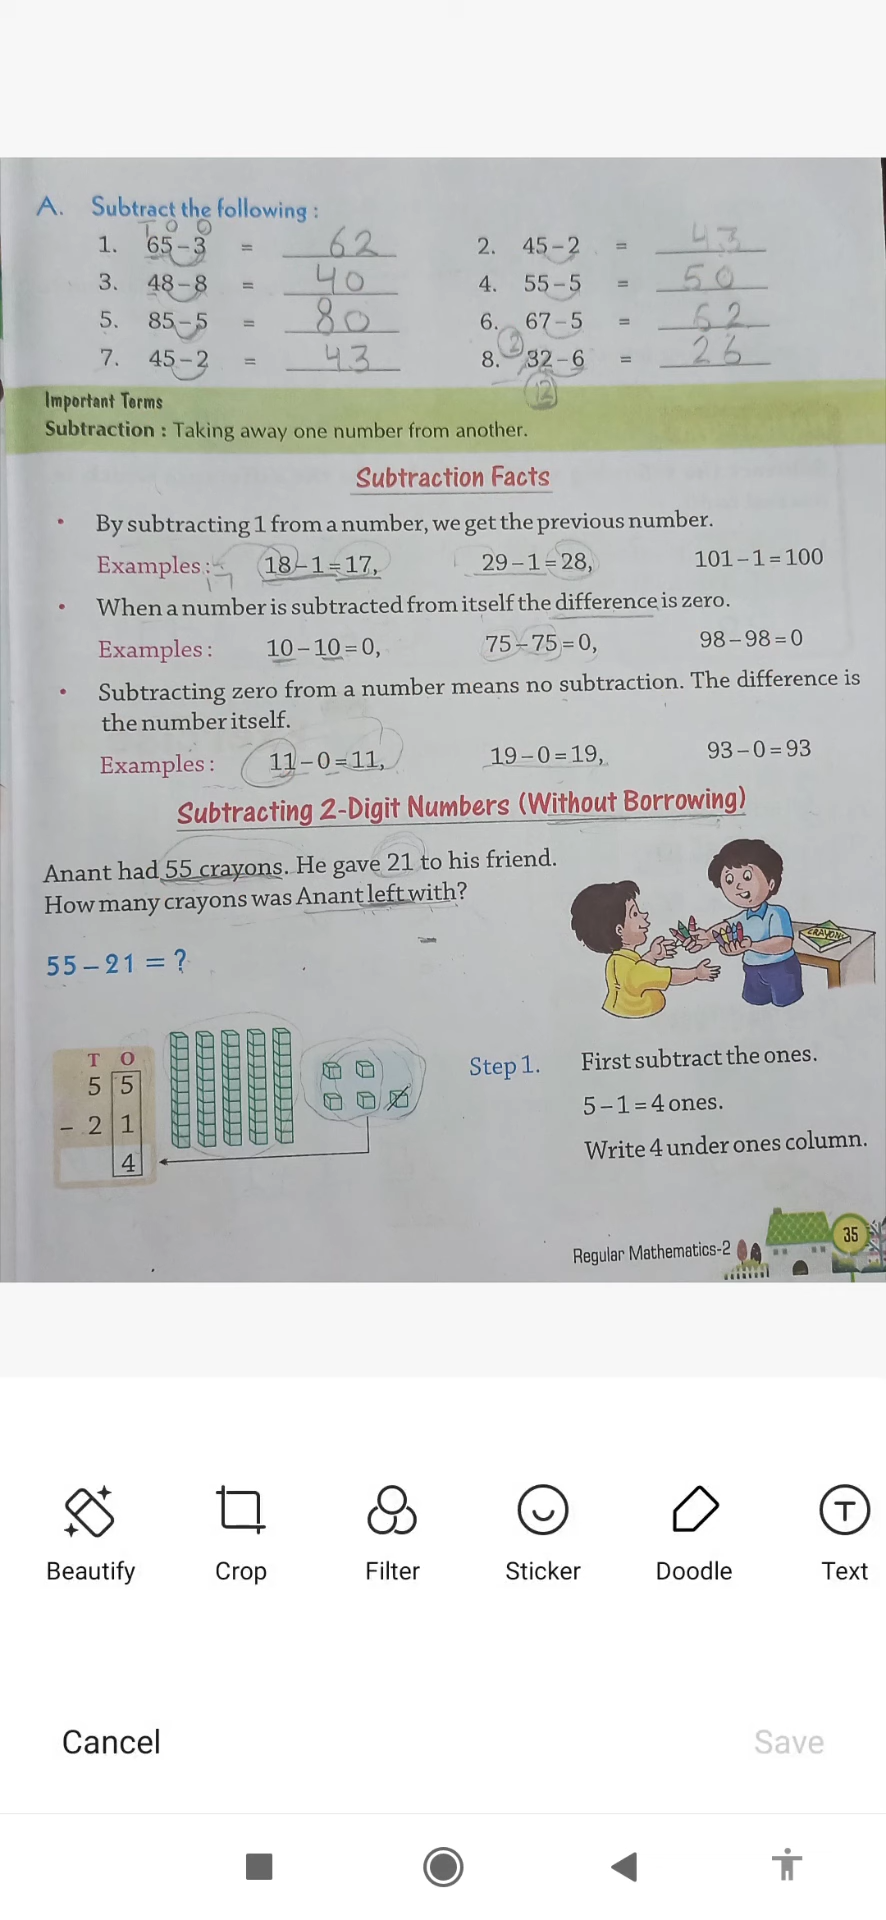 A. Subtract the following :
T O O
1. 65 – 3 = 62
2. 45 – 2 = 43
3. 48 – 8 = 40
4. 55 – 5 = 50
5. 85 – 5 = 80
6. 67 – 5 = 62
7. 45 – 2 = 43
2
8. 32 – 6 = 26
12
Important Terms
Subtraction : Taking away one number from another.
Subtraction Facts
• By subtracting 1 from a number, we get the previous number.
Examples : 18 – 1 = 17, 29 – 1 = 28, 101 – 1 = 100
17
• When a number is subtracted from itself the difference is zero.
Examples : 10 – 10 = 0, 75 – 75 = 0, 98 – 98 = 0
• Subtracting zero from a number means no subtraction. The difference is
the number itself.
Examples : 11 – 0 = 11, 19 – 0 = 19, 93 – 0 = 93
Subtracting 2-Digit Numbers (Without Borrowing)
Anant had 55 crayons. He gave 21 to his friend.
How many crayons was Anant left with?
CRAYONS
55 – 21 = ?
T O
5 5
– 2 1
4
Step 1. First subtract the ones.
5 – 1 = 4 ones.
Write 4 under ones column.
Regular Mathematics-2 35
Beautify Crop Filter Sticker Doodle Text
Cancel Save